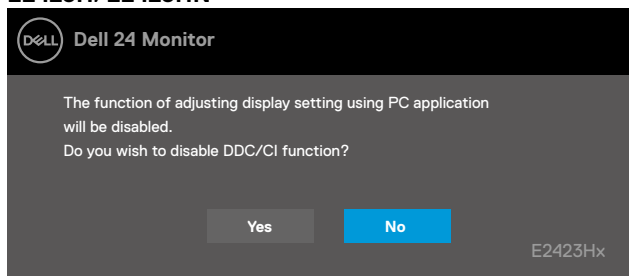 E2423H/ E2423HN
DELL Dell 24 Monitor
The function of adjusting display setting using PC application
will be disabled.
Do you wish to disable DDC/CI function?
Yes No
E2423Hx